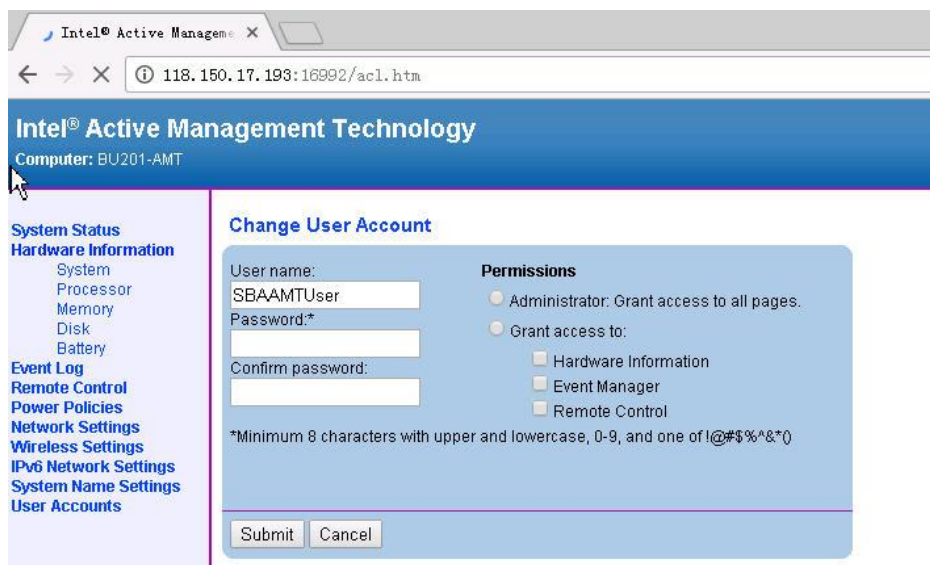 Intel® Active Manageme
118.150.17.193:16992/acl.htm
Intel® Active Management Technology
Computer: BU201-AMT
System Status
Hardware Information
System
Processor
Memory
Disk
Battery
Event Log
Remote Control
Power Policies
Network Settings
Wireless Settings
IPv6 Network Settings
System Name Settings
User Accounts
Change User Account
User name:
SBAAMTUser
Password:*
Confirm password:
Permissions
Administrator: Grant access to all pages.
Grant access to:
Hardware Information
Event Manager
Remote Control
*Minimum 8 characters with upper and lowercase, 0-9, and one of !@#$%^&*()
Submit
Cancel